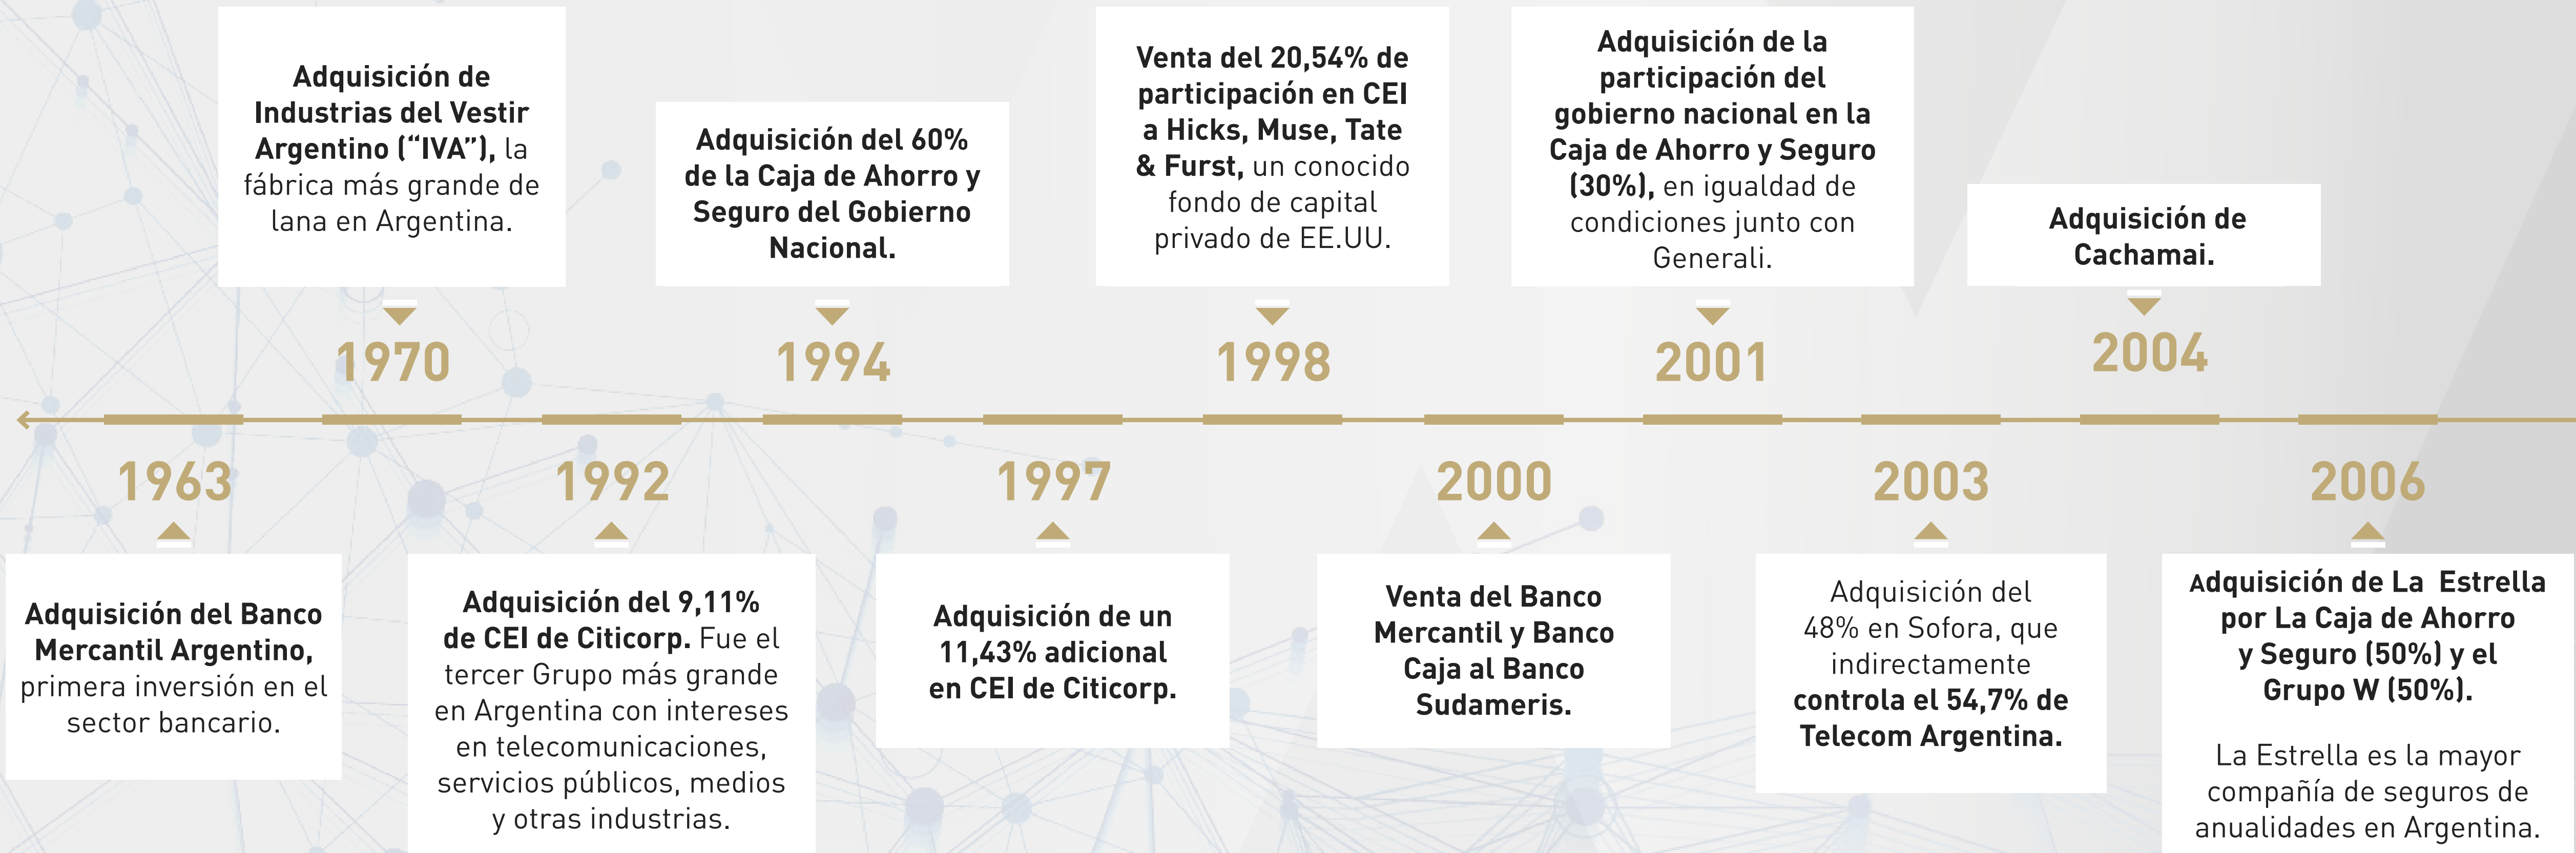 Adquisición de
Industrias del Vestir
Argentino (“IVA”), la
fábrica más grande de
lana en Argentina.
1970
Adquisición del 60%
de la Caja de Ahorro y
Seguro del Gobierno
Nacional.
1994
Venta del 20,54% de
participación en CEI
a Hicks, Muse, Tate
& Furst, un conocido
fondo de capital
privado de EE.UU.
1998
Adquisición de la
participación del
gobierno nacional en la
Caja de Ahorro y Seguro
(30%), en igualdad de
condiciones junto con
Generali.
2001
Adquisición de
Cachamai.
2004
1963
Adquisición del Banco
Mercantil Argentino,
primera inversión en el
sector bancario.
1992
Adquisición del 9,11%
de CEI de Citicorp. Fue el
tercer Grupo más grande
en Argentina con intereses
en telecomunicaciones,
servicios públicos, medios
y otras industrias.
1997
Adquisición de un
11,43% adicional
en CEI de Citicorp.
2000
Venta del Banco
Mercantil y Banco
Caja al Banco
Sudameris.
2003
Adquisición del
48% en Sofora, que
indirectamente
controla el 54,7% de
Telecom Argentina.
2006
Adquisición de La Estrella
por La Caja de Ahorro
y Seguro (50%) y el
Grupo W (50%).
La Estrella es la mayor
compañía de seguros de
anualidades en Argentina.